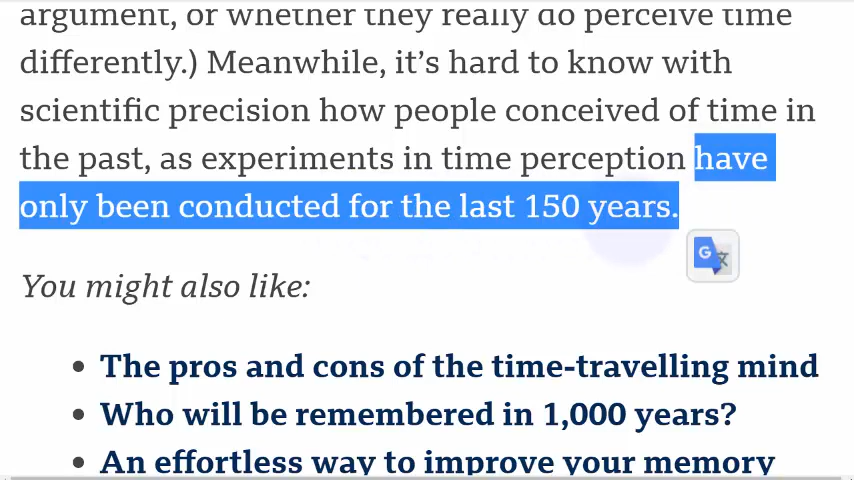 argument, or whether they really do perceive time
differently.) Meanwhile, it’s hard to know with
scientific precision how people conceived of time in
the past, as experiments in time perception have
only been conducted for the last 150 years.
G 文
You might also like:
• The pros and cons of the time-travelling mind
• Who will be remembered in 1,000 years?
• An effortless way to improve your memory